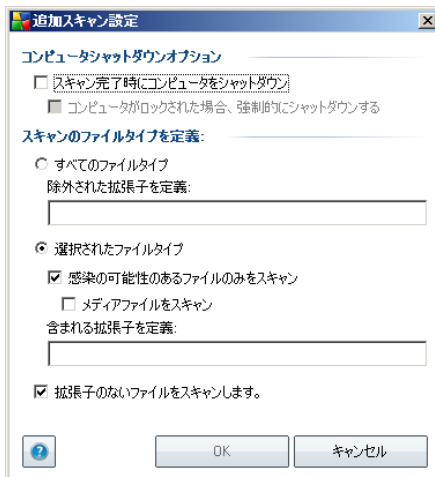 追加スキャン設定
コンピュータシャットダウンオプション
スキャン完了時にコンピュータをシャットダウン
コンピュータがロックされた場合、強制的にシャットダウンする
スキャンのファイルタイプを定義:
すべてのファイルタイプ
除外された拡張子を定義:
選択されたファイルタイプ
感染の可能性のあるファイルのみをスキャン
メディアファイルをスキャン
含まれる拡張子を定義:
拡張子のないファイルをスキャンします。
OK
キャンセル